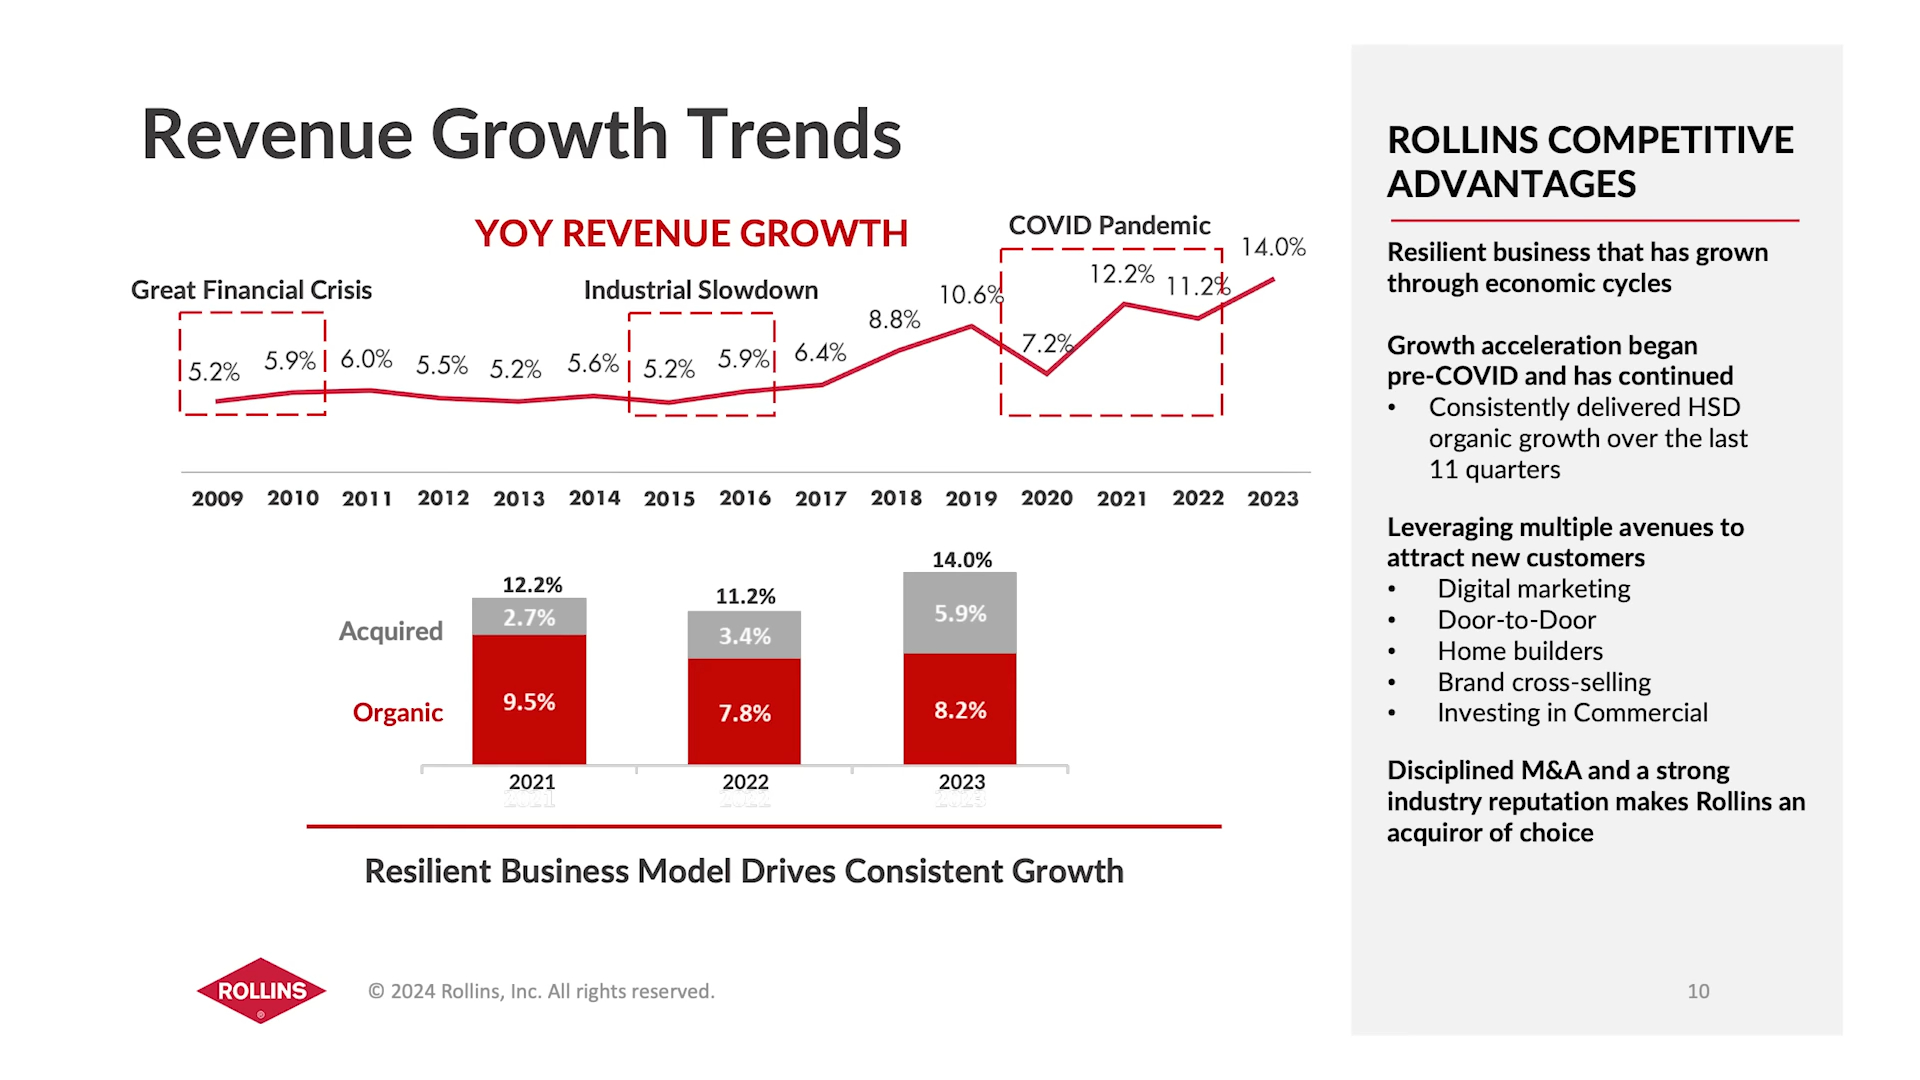 Revenue Growth Trends
YOY REVENUE GROWTH
COVID Pandemic
Great Financial Crisis
Industrial Slowdown
5.2% 5.9% 6.0% 5.5% 5.2% 5.6% 5.2% 5.9% 6.4% 8.8% 10.6% 7.2% 12.2% 11.2% 14.0%
2009 2010 2011 2012 2013 2014 2015 2016 2017 2018 2019 2020 2021 2022 2023
12.2% 11.2% 14.0%
Acquired 2.7% 3.4% 5.9%
Organic 9.5% 7.8% 8.2%
2021 2022 2023
Resilient Business Model Drives Consistent Growth
ROLLINS COMPETITIVE
ADVANTAGES
Resilient business that has grown
through economic cycles
Growth acceleration began
pre-COVID and has continued
• Consistently delivered HSD
organic growth over the last
11 quarters
Leveraging multiple avenues to
attract new customers
• Digital marketing
• Door-to-Door
• Home builders
• Brand cross-selling
• Investing in Commercial
Disciplined M&A and a strong
industry reputation makes Rollins an
acquiror of choice
ROLLINS
®
© 2024 Rollins, Inc. All rights reserved.
10